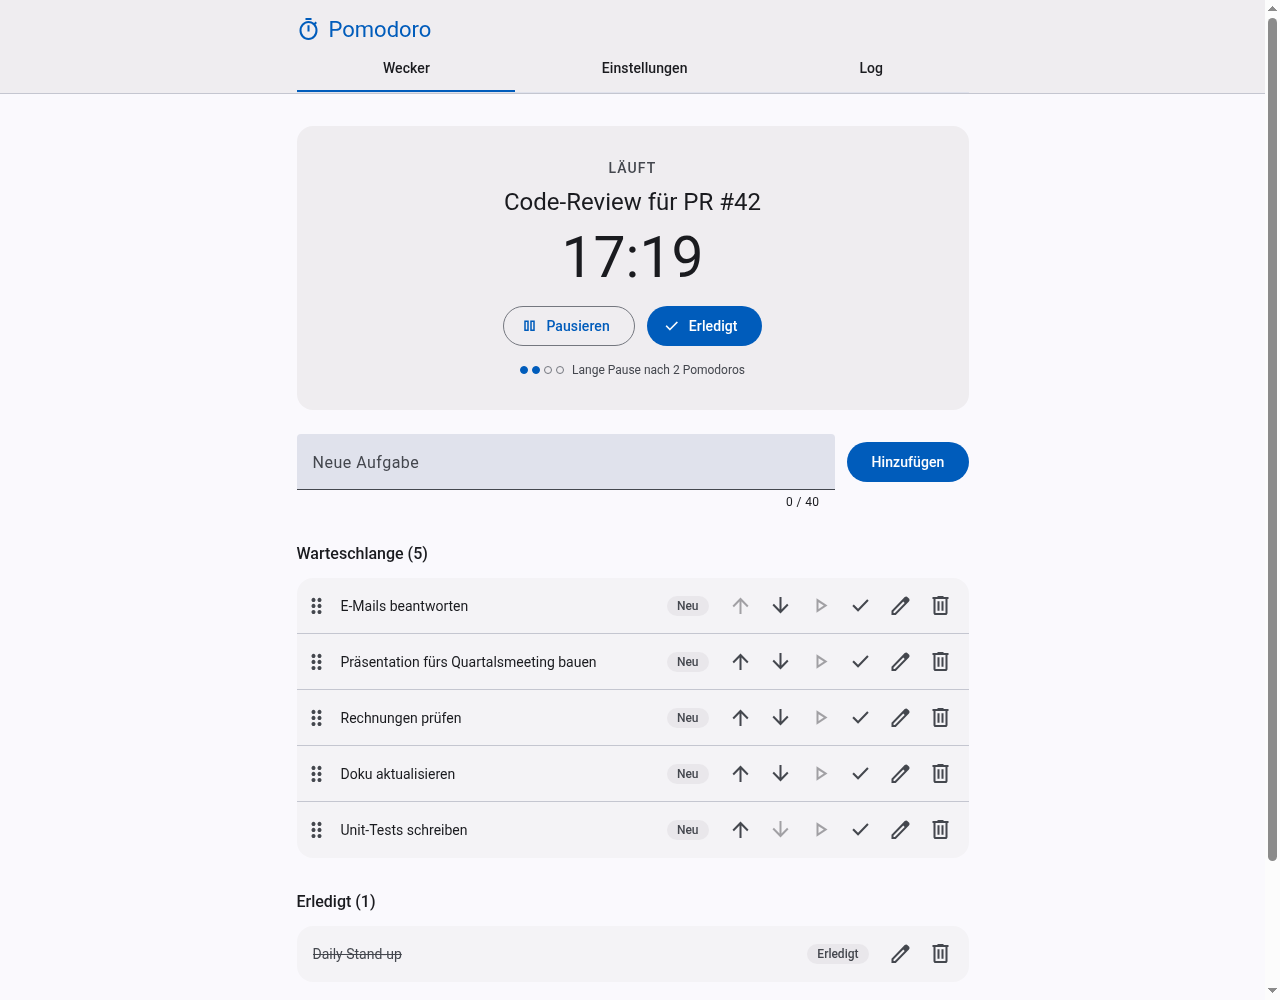 Pomodoro
Wecker Einstellungen Log
LÄUFT
Code-Review für PR #42
17:19
Pausieren Erledigt
Lange Pause nach 2 Pomodoros
Neue Aufgabe Hinzufügen
0 / 40
Warteschlange (5)
E-Mails beantworten Neu
Präsentation fürs Quartalsmeeting bauen Neu
Rechnungen prüfen Neu
Doku aktualisieren Neu
Unit-Tests schreiben Neu
Erledigt (1)
Daily Stand-up Erledigt